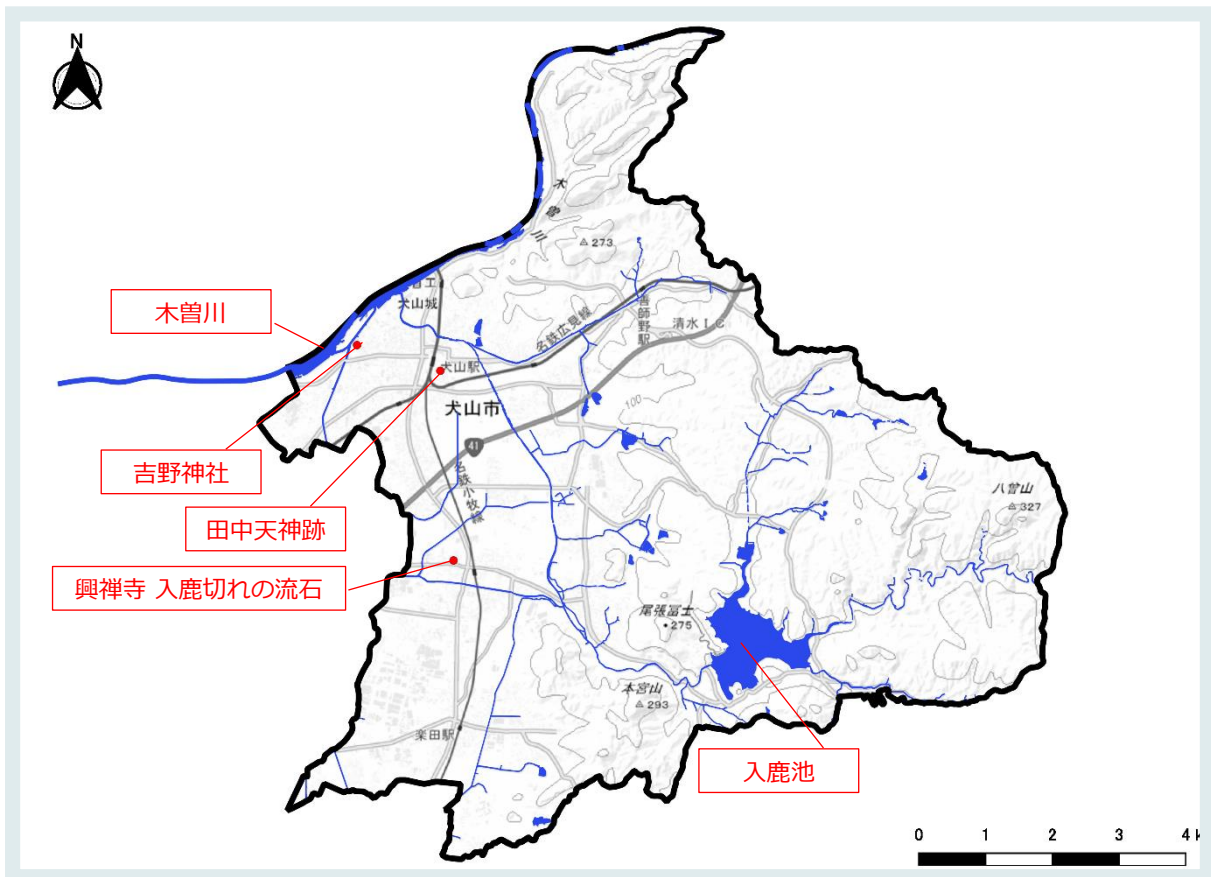 N
木曽川
△273
犬山城
木曽川
名鉄広見線
善師野駅
清水IC
吉野神社
犬山駅
犬山市
100
41
名鉄小牧線
田中天神跡
八曽山
△327
興禅寺 入鹿切れの流石
尾張冨士
•275
本宮山
△293
楽田駅
入鹿池
0 1 2 3 4 k